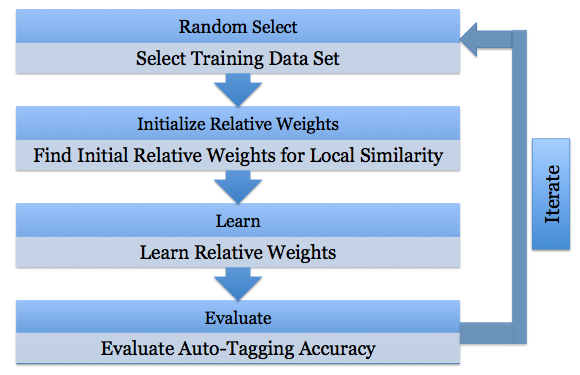 Random Select
Select Training Data Set
Initialize Relative Weights
Find Initial Relative Weights for Local Similarity
Learn
Learn Relative Weights
Evaluate
Evaluate Auto-Tagging Accuracy
Iterate